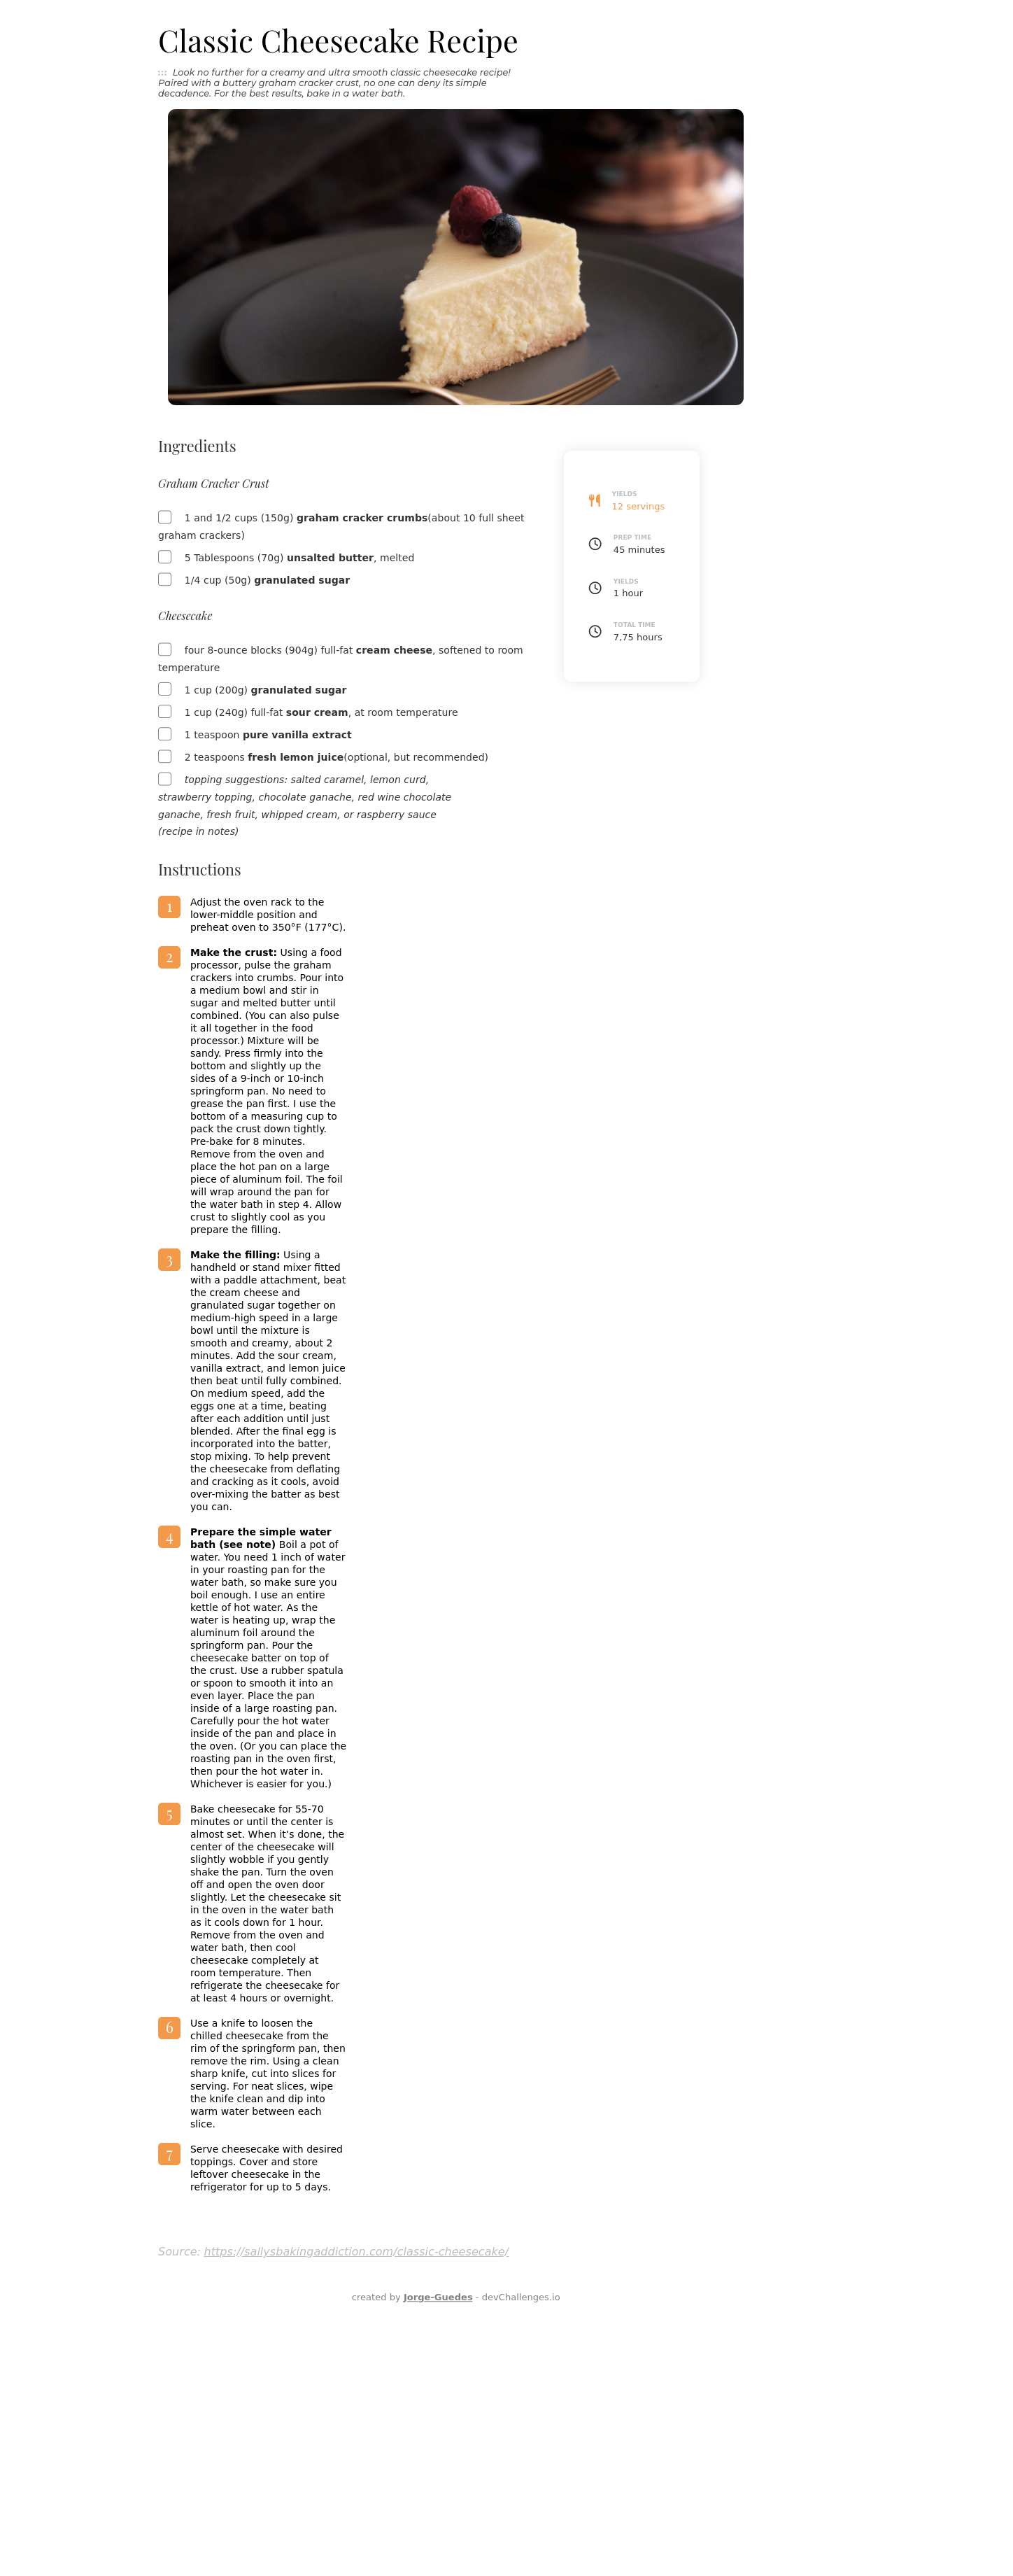 Classic Cheesecake Recipe
::: Look no further for a creamy and ultra smooth classic cheesecake recipe!
Paired with a buttery graham cracker crust, no one can deny its simple
decadence. For the best results, bake in a water bath.
Ingredients
Graham Cracker Crust
1 and 1/2 cups (150g) graham cracker crumbs(about 10 full sheet
graham crackers)
5 Tablespoons (70g) unsalted butter, melted
1/4 cup (50g) granulated sugar
Cheesecake
four 8-ounce blocks (904g) full-fat cream cheese, softened to room
temperature
1 cup (200g) granulated sugar
1 cup (240g) full-fat sour cream, at room temperature
1 teaspoon pure vanilla extract
2 teaspoons fresh lemon juice(optional, but recommended)
topping suggestions: salted caramel, lemon curd,
strawberry topping, chocolate ganache, red wine chocolate
ganache, fresh fruit, whipped cream, or raspberry sauce
(recipe in notes)
YIELDS
12 servings
PREP TIME
45 minutes
YIELDS
1 hour
TOTAL TIME
7,75 hours
Instructions
1 Adjust the oven rack to the
lower-middle position and
preheat oven to 350°F (177°C).
2 Make the crust: Using a food
processor, pulse the graham
crackers into crumbs. Pour into
a medium bowl and stir in
sugar and melted butter until
combined. (You can also pulse
it all together in the food
processor.) Mixture will be
sandy. Press firmly into the
bottom and slightly up the
sides of a 9-inch or 10-inch
springform pan. No need to
grease the pan first. I use the
bottom of a measuring cup to
pack the crust down tightly.
Pre-bake for 8 minutes.
Remove from the oven and
place the hot pan on a large
piece of aluminum foil. The foil
will wrap around the pan for
the water bath in step 4. Allow
crust to slightly cool as you
prepare the filling.
3 Make the filling: Using a
handheld or stand mixer fitted
with a paddle attachment, beat
the cream cheese and
granulated sugar together on
medium-high speed in a large
bowl until the mixture is
smooth and creamy, about 2
minutes. Add the sour cream,
vanilla extract, and lemon juice
then beat until fully combined.
On medium speed, add the
eggs one at a time, beating
after each addition until just
blended. After the final egg is
incorporated into the batter,
stop mixing. To help prevent
the cheesecake from deflating
and cracking as it cools, avoid
over-mixing the batter as best
you can.
4 Prepare the simple water
bath (see note) Boil a pot of
water. You need 1 inch of water
in your roasting pan for the
water bath, so make sure you
boil enough. I use an entire
kettle of hot water. As the
water is heating up, wrap the
aluminum foil around the
springform pan. Pour the
cheesecake batter on top of
the crust. Use a rubber spatula
or spoon to smooth it into an
even layer. Place the pan
inside of a large roasting pan.
Carefully pour the hot water
inside of the pan and place in
the oven. (Or you can place the
roasting pan in the oven first,
then pour the hot water in.
Whichever is easier for you.)
5 Bake cheesecake for 55-70
minutes or until the center is
almost set. When it’s done, the
center of the cheesecake will
slightly wobble if you gently
shake the pan. Turn the oven
off and open the oven door
slightly. Let the cheesecake sit
in the oven in the water bath
as it cools down for 1 hour.
Remove from the oven and
water bath, then cool
cheesecake completely at
room temperature. Then
refrigerate the cheesecake for
at least 4 hours or overnight.
6 Use a knife to loosen the
chilled cheesecake from the
rim of the springform pan, then
remove the rim. Using a clean
sharp knife, cut into slices for
serving. For neat slices, wipe
the knife clean and dip into
warm water between each
slice.
7 Serve cheesecake with desired
toppings. Cover and store
leftover cheesecake in the
refrigerator for up to 5 days.
Source: https://sallysbakingaddiction.com/classic-cheesecake/
created by Jorge-Guedes - devChallenges.io